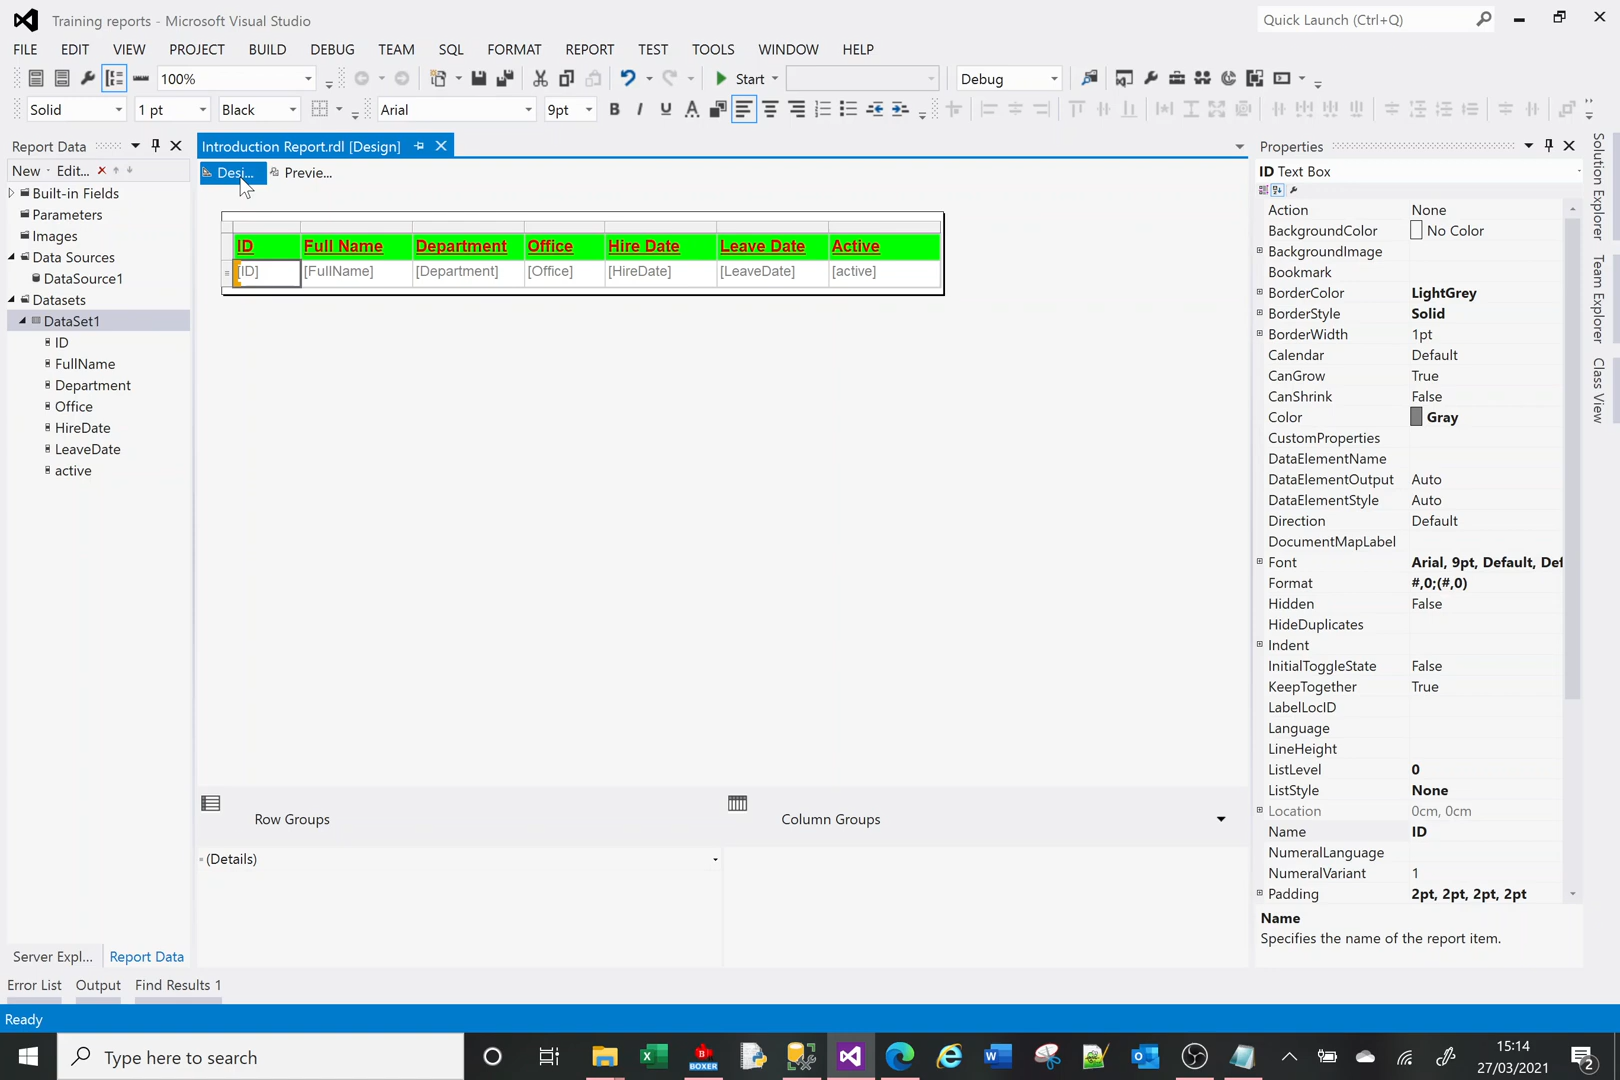 Training reports - Microsoft Visual Studio
Quick Launch (Ctrl+Q)
FILE EDIT VIEW PROJECT BUILD DEBUG TEAM SQL FORMAT REPORT TEST TOOLS WINDOW HELP
100% Start Debug
Solid 1 pt Black Arial 9pt B I U A
Report Data
Introduction Report.rdl [Design]
Properties
New Edit...
Desi... Previe...
ID Text Box
Built-in Fields
Parameters
Images
Data Sources
DataSource1
Datasets
DataSet1
ID
FullName
Department
Office
HireDate
LeaveDate
active
ID Full Name Department Office Hire Date Leave Date Active
[ID] [FullName] [Department] [Office] [HireDate] [LeaveDate] [active]
Row Groups
Column Groups
(Details)
Action None
BackgroundColor No Color
BackgroundImage
Bookmark
BorderColor LightGrey
BorderStyle Solid
BorderWidth 1pt
Calendar Default
CanGrow True
CanShrink False
Color Gray
CustomProperties
DataElementName
DataElementOutput Auto
DataElementStyle Auto
Direction Default
DocumentMapLabel
Font Arial, 9pt, Default, Def
Format #,0;(#,0)
Hidden False
HideDuplicates
Indent
InitialToggleState False
KeepTogether True
LabelLocID
Language
LineHeight
ListLevel 0
ListStyle None
Location 0cm, 0cm
Name ID
NumeralLanguage
NumeralVariant 1
Padding 2pt, 2pt, 2pt, 2pt
Name
Specifies the name of the report item.
Solution Explorer
Team Explorer
Class View
Server Expl... Report Data
Error List Output Find Results 1
Ready
Type here to search
BOXER
15:14
27/03/2021
2